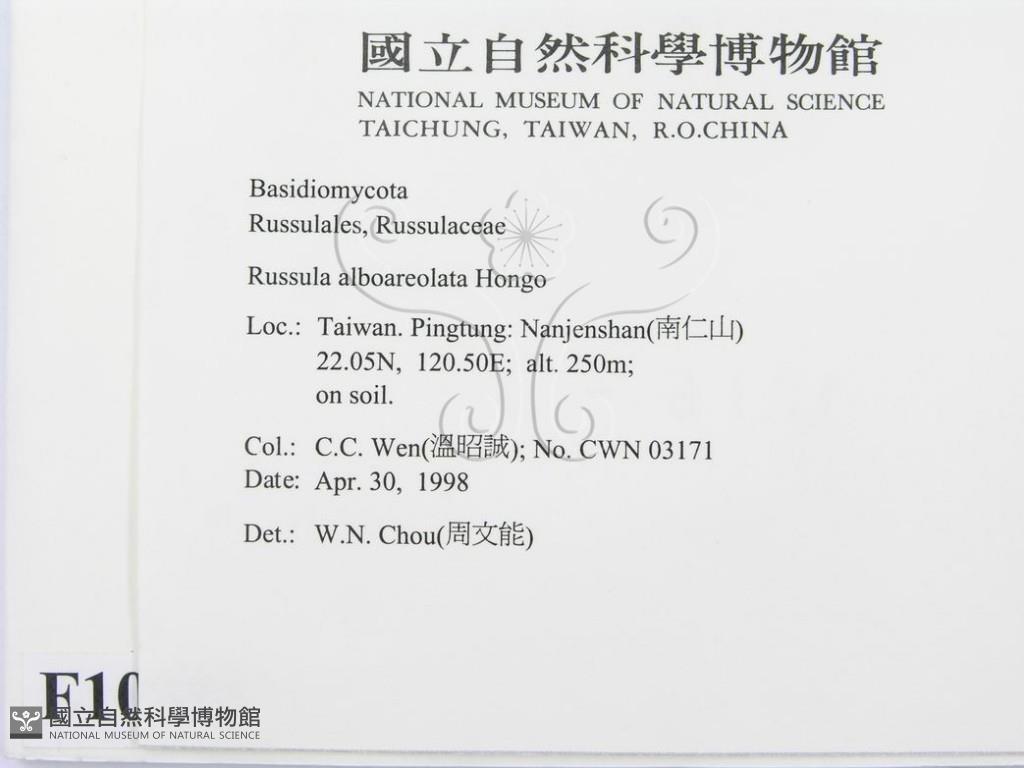 國立自然科學博物館
NATIONAL MUSEUM OF NATURAL SCIENCE
TAICHUNG, TAIWAN, R.O.CHINA
Basidiomycota
Russulales, Russulaceae
Russula alboareolata Hongo
Loc.: Taiwan. Pingtung: Nanjenshan(南仁山)
22.05N, 120.50E; alt. 250m;
on soil.
Col.: C.C. Wen(溫昭誠); No. CWN 03171
Date: Apr. 30, 1998
Det.: W.N. Chou(周文能)
F10
國立自然科學博物館
NATIONAL MUSEUM OF NATURAL SCIENCE